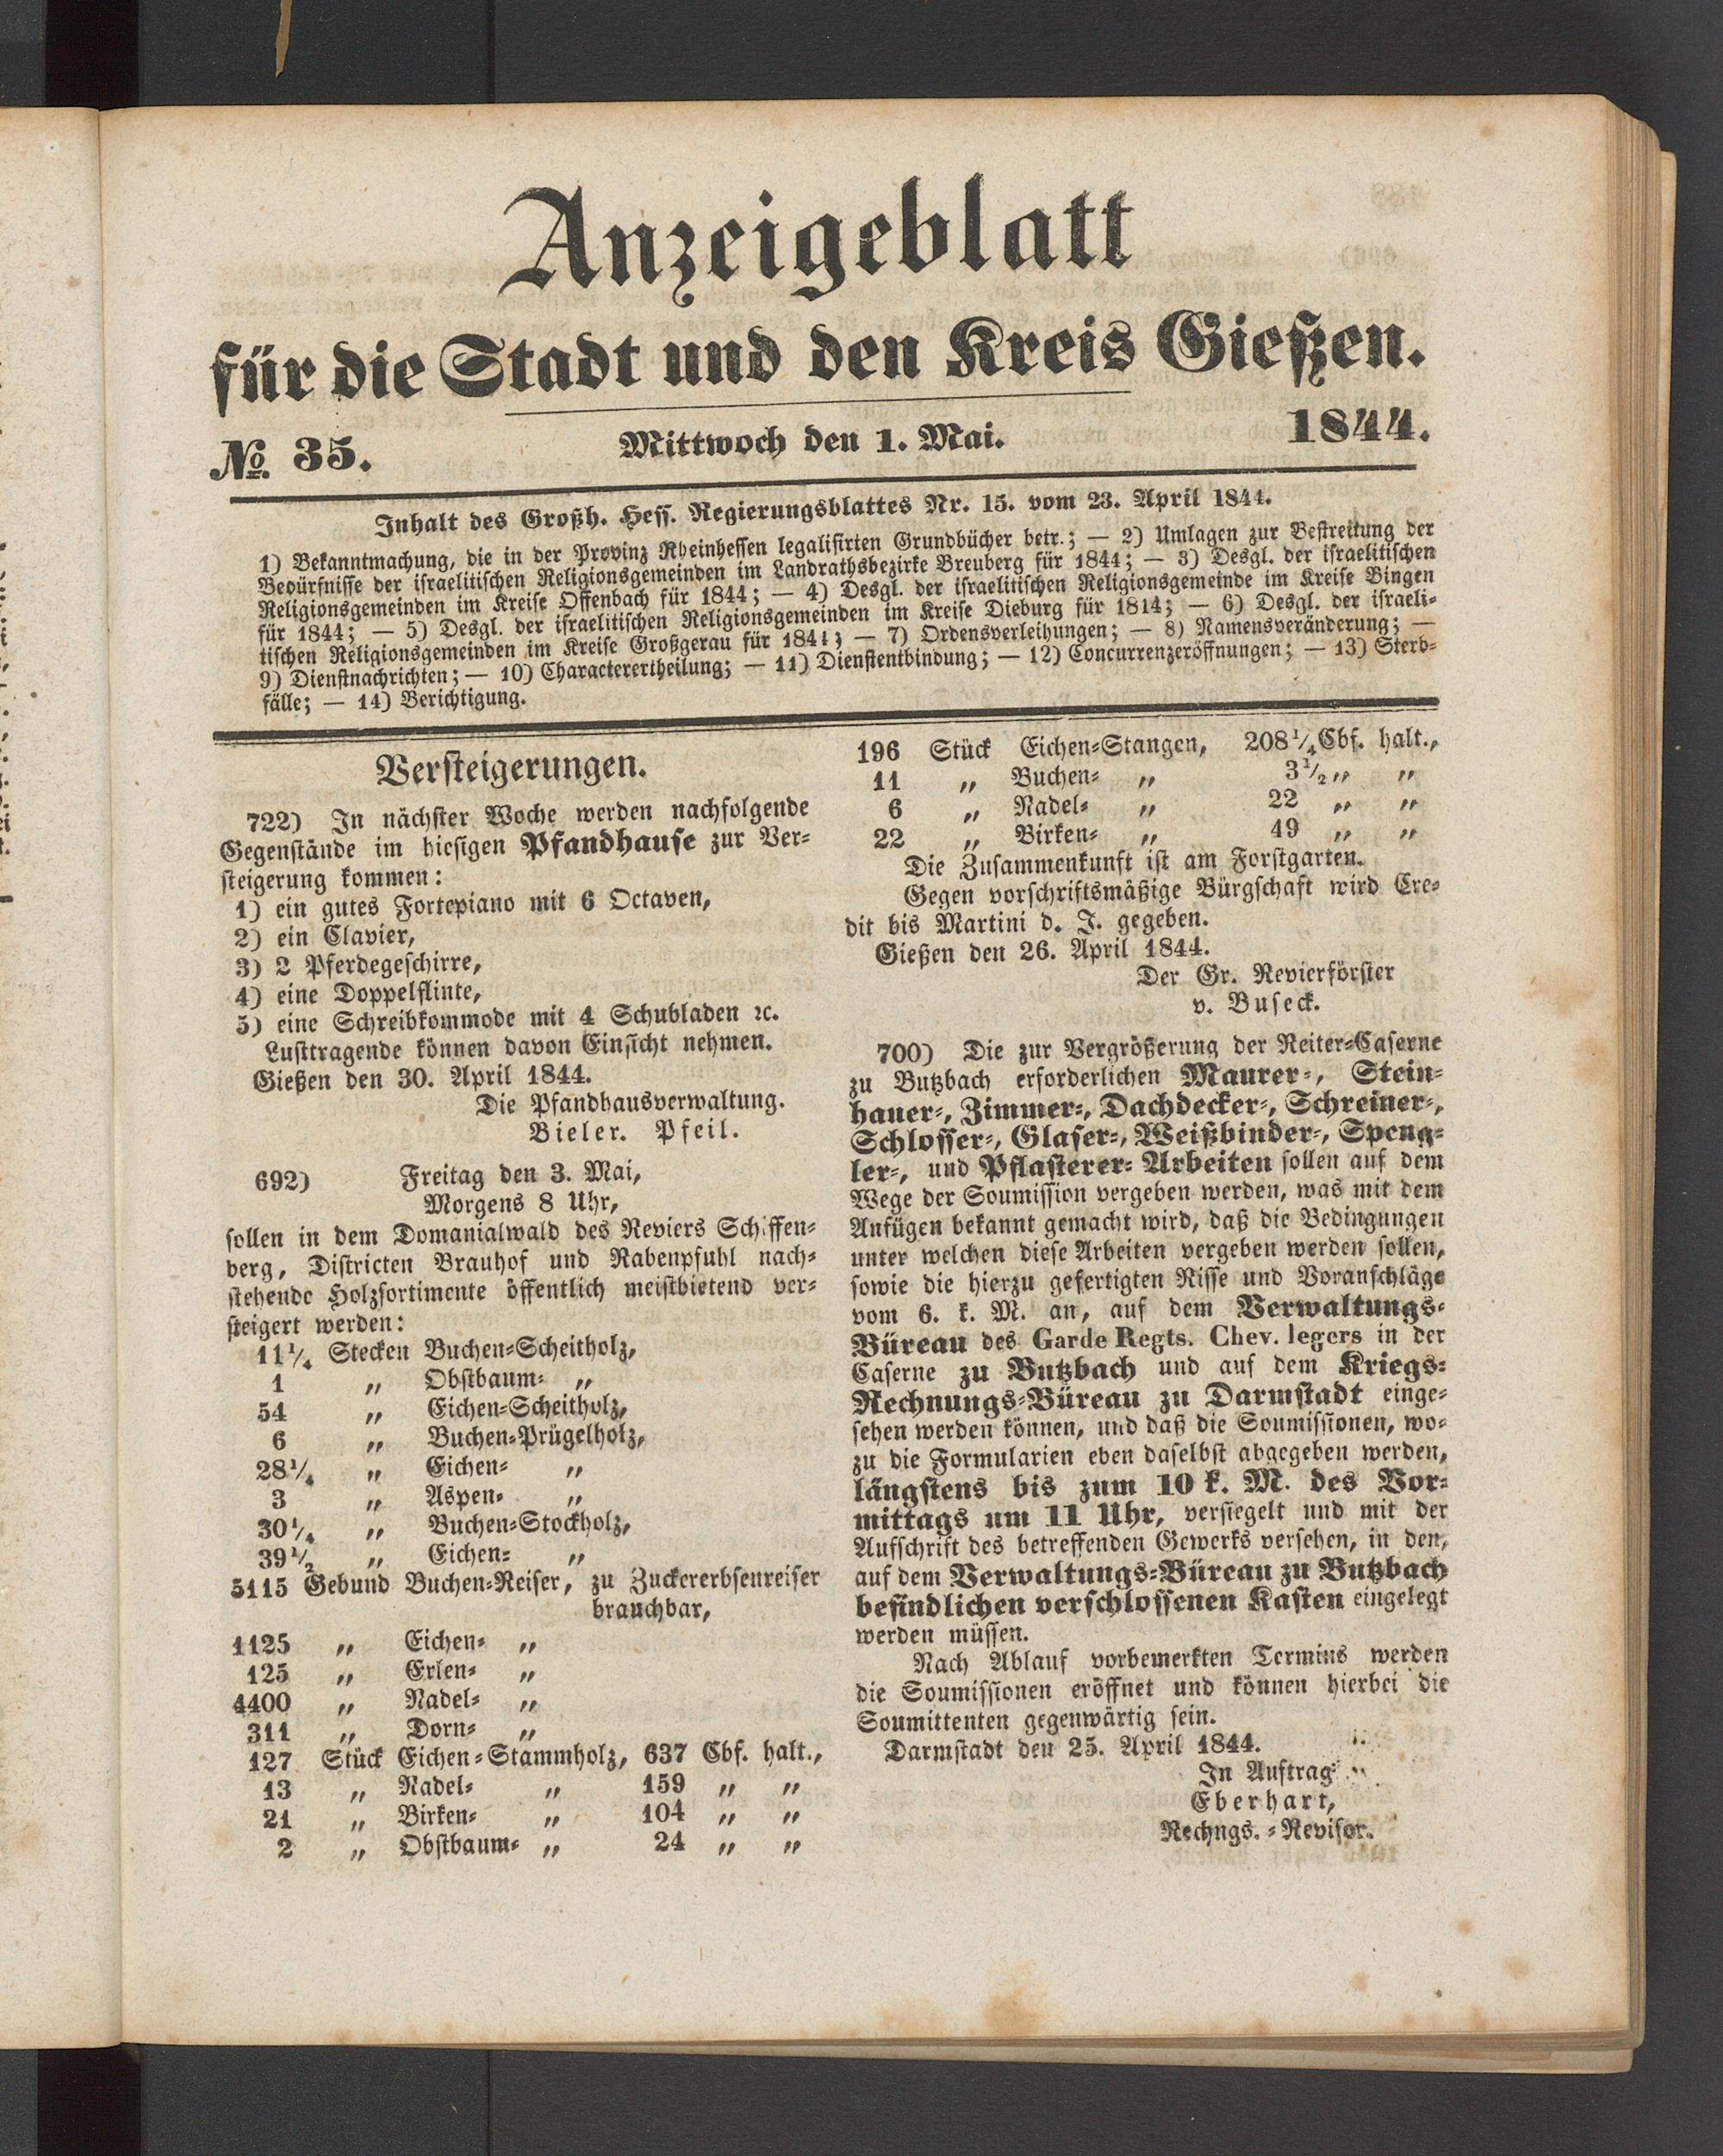 Anzeigeblatt
für die Stadt und den Kreis Gießen.
No. 35.
Mittwoch den 1. Mai.
1844.
Inhalt des Großh. Hess. Regierungsblattes Nr. 15. vom 23. April 1844.
1) Bekanntmachung, die in der Provinz Rheinhessen legalisirten Grundbücher betr.; — 2) Umlagen zur Bestreitung der
Bedürfnisse der israelitischen Religionsgemeinden im Landrathsbezirke Breuberg für 1844; — 3) Desgl. der israelitischen
Religionsgemeinden im Kreise Offenbach für 1844; — 4) Desgl. der israelitischen Religionsgemeinde im Kreise Bingen
für 1844; — 5) Desgl. der israelitischen Religionsgemeinden im Kreise Dieburg für 1814; — 6) Desgl. der israeli-
tischen Religionsgemeinden im Kreise Großgerau für 1844; — 7) Ordensverleihungen; — 8) Namensveränderung; —
9) Dienstnachrichten; — 10) Characterertheilung; — 11) Dienstentbindung; — 12) Concurrenzeröffnungen; — 13) Sterb-
fälle; — 14) Berichtigung.
Versteigerungen.
722) In nächster Woche werden nachfolgende
Gegenstände im hiesigen Pfandhause zur Ver-
steigerung kommen:
1) ein gutes Fortepiano mit 6 Octaven,
2) ein Clavier,
3) 2 Pferdegeschirre,
4) eine Doppelflinte,
5) eine Schreibkommode mit 4 Schubladen ꝛc.
Lusttragende können davon Einsicht nehmen.
Gießen den 30. April 1844.
Die Pfandhausverwaltung.
Bieler. Pfeil.
692) Freitag den 3. Mai,
Morgens 8 Uhr,
sollen in dem Domanialwald des Reviers Schiffen-
berg, Districten Brauhof und Rabenpfuhl nach-
stehende Holzsortimente öffentlich meistbietend ver-
steigert werden:
11¼ Stecken Buchen-Scheitholz,
1 „ Obstbaum- „
54 „ Eichen-Scheitholz,
6 „ Buchen-Prügelholz,
28¼ „ Eichen- „
3 „ Aspen- „
30¼ „ Buchen-Stockholz,
39½ „ Eichen- „
5115 Gebund Buchen-Reiser, zu Zuckererbsenreiser
brauchbar,
1125 „ Eichen- „
125 „ Erlen- „
4400 „ Nadel- „
311 „ Dorn- „
127 Stück Eichen-Stammholz, 637 Cbf. halt.,
13 „ Nadel- „ 159 „ „
21 „ Birken- „ 104 „ „
2 „ Obstbaum- „ 24 „ „
196 Stück Eichen-Stangen, 208¼ Cbf. halt.,
11 „ Buchen- „ 3½ „ „
6 „ Nadel- „ 22 „ „
22 „ Birken- „ 49 „ „
Die Zusammenkunft ist am Forstgarten.
Gegen vorschriftsmäßige Bürgschaft wird Cre-
dit bis Martini d. J. gegeben.
Gießen den 26. April 1844.
Der Gr. Revierförster
v. Buseck.
700) Die zur Vergrößerung der Reiter-Caserne
zu Butzbach erforderlichen Maurer-, Stein-
hauer-, Zimmer-, Dachdecker-, Schreiner-,
Schlosser-, Glaser-, Weißbinder-, Speng-
ler-, und Pflasterer-Arbeiten sollen auf dem
Wege der Soumission vergeben werden, was mit dem
Anfügen bekannt gemacht wird, daß die Bedingungen
unter welchen diese Arbeiten vergeben werden sollen,
sowie die hierzu gefertigten Risse und Voranschläge
vom 6. k. M. an, auf dem Verwaltungs-
Büreau des Garde Regts. Chev. legers in der
Caserne zu Butzbach und auf dem Kriegs-
Rechnungs-Büreau zu Darmstadt einge-
sehen werden können, und daß die Soumissionen, wo-
zu die Formularien eben daselbst abgegeben werden,
längstens bis zum 10 k. M. des Vor-
mittags um 11 Uhr, versiegelt und mit der
Aufschrift des betreffenden Gewerks versehen, in den,
auf dem Verwaltungs-Büreau zu Butzbach
befindlichen verschlossenen Kasten eingelegt
werden müssen.
Nach Ablauf vorbemerkten Termins werden
die Soumissionen eröffnet und können hierbei die
Soumittenten gegenwärtig sein.
Darmstadt den 25. April 1844.
In Auftrag
Eberhart,
Rechngs.-Revisor.